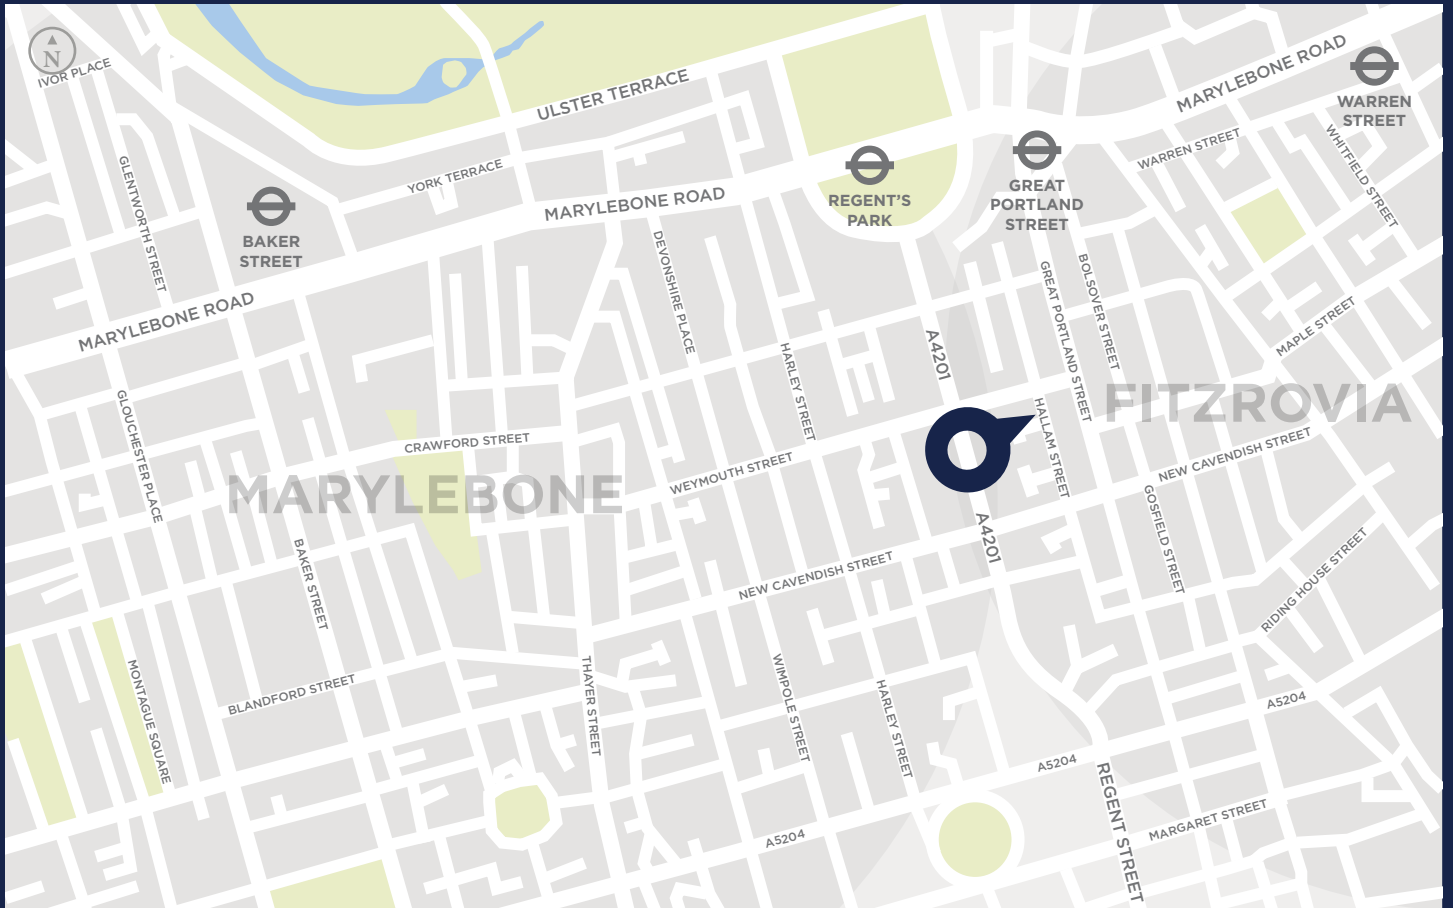 N
IVOR PLACE
ULSTER TERRACE
MARYLEBONE ROAD
WARREN
STREET
WARREN STREET
WHITFIELD STREET
GLENTWORTH STREET
YORK TERRACE
REGENT'S
PARK
GREAT
PORTLAND
STREET
BAKER
STREET
MARYLEBONE ROAD
DEVONSHIRE PLACE
GREAT PORTLAND STREET
BOLSOVER STREET
MARYLEBONE ROAD
MAPLE STREET
A4201
HARLEY STREET
FITZROVIA
GLOUCHESTER PLACE
HALLAM STREET
CRAWFORD STREET
NEW CAVENDISH STREET
WEYMOUTH STREET
MARYLEBONE
GOSFIELD STREET
A4201
BAKER STREET
NEW CAVENDISH STREET
RIDING HOUSE STREET
MONTAGUE SQUARE
BLANDFORD STREET
THAYER STREET
WIMPOLE STREET
HARLEY STREET
A5204
A5204
REGENT STREET
MARGARET STREET
A5204